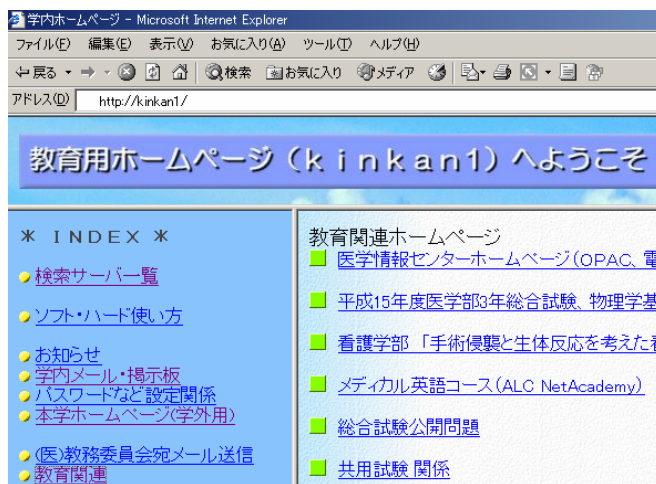 学内ホームページ - Microsoft Internet Explorer
ファイル(F) 編集(E) 表示(V) お気に入り(A) ツール(T) ヘルプ(H)
戻る 検索 お気に入り メディア
アドレス(D) http://kinkan1/
教育用ホームページ（ｋｉｎｋａｎ１）へようこそ
＊ ＩＮＤＥＸ ＊
検索サーバ一覧
ソフト・ハード使い方
お知らせ
学内メール・掲示板
パスワードなど設定関係
本学ホームページ(学外用)
(医)教務委員会宛メール送信
教育関連
教育関連ホームページ
医学情報センターホームページ(OPAC、電
平成15年度医学部3年総合試験、物理学基
看護学部 「手術侵襲と生体反応を考えた
メディカル英語コース(ALC NetAcademy)
総合試験公開問題
共用試験 関係